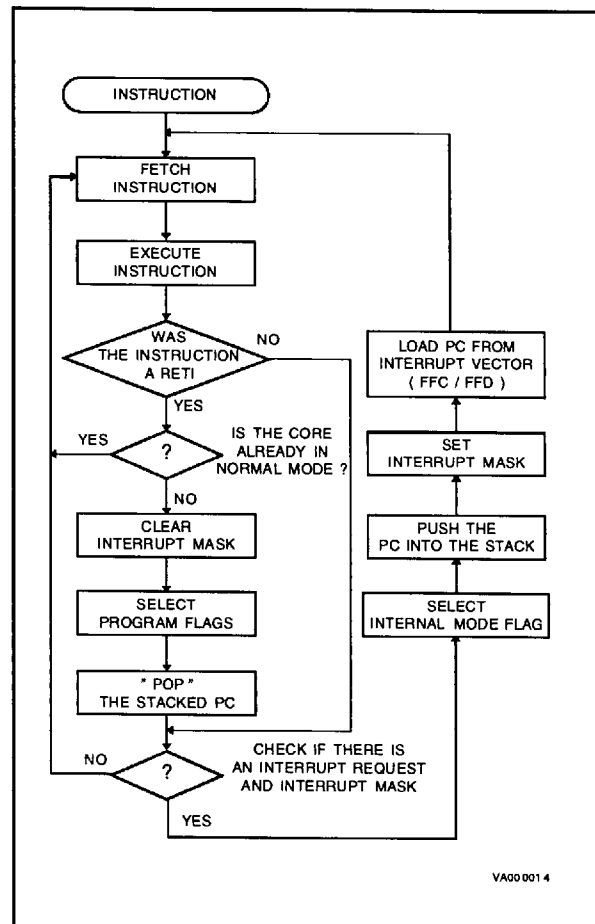 INSTRUCTION
FETCH
INSTRUCTION
EXECUTE
INSTRUCTION
WAS
THE INSTRUCTION
A RETI
NO
YES
YES
?
IS THE CORE
ALREADY IN
NORMAL MODE ?
NO
CLEAR
INTERRUPT MASK
SELECT
PROGRAM FLAGS
" POP "
THE STACKED PC
NO
?
CHECK IF THERE IS
AN INTERRUPT REQUEST
AND INTERRUPT MASK
YES
LOAD PC FROM
INTERRUPT VECTOR
( FFC / FFD )
SET
INTERRUPT MASK
PUSH THE
PC INTO THE STACK
SELECT
INTERNAL MODE FLAG
VA000014